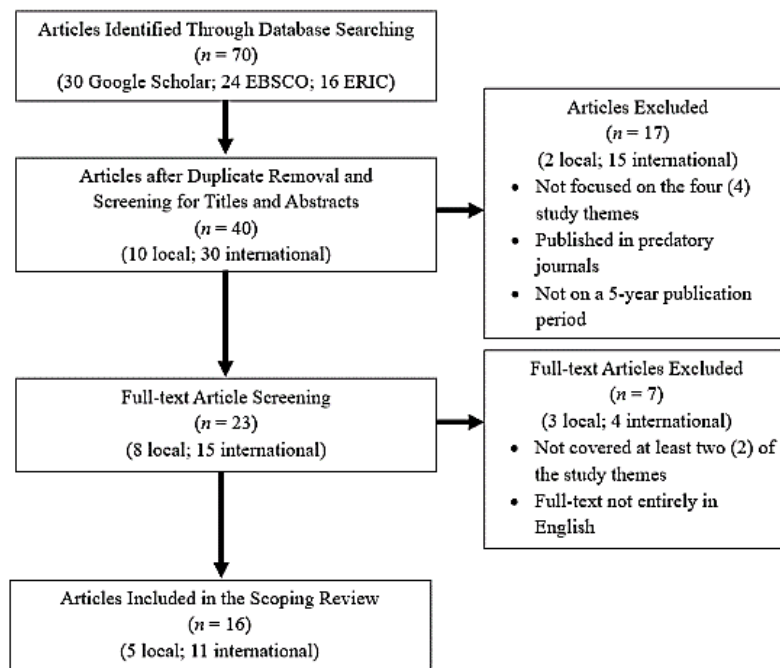 Articles Identified Through Database Searching
(n = 70)
(30 Google Scholar; 24 EBSCO; 16 ERIC)
Articles Excluded
(n = 17)
(2 local; 15 international)
• Not focused on the four (4)
study themes
• Published in predatory
journals
• Not on a 5-year publication
period
Articles after Duplicate Removal and
Screening for Titles and Abstracts
n = 40
(10 local; 30 international)
Full-text Article Screening
n = 23
(8 local; 15 international)
Full-text Articles Excluded
(n = 7)
(3 local; 4 international)
• Not covered at least two (2) of
the study themes
• Full-text not entirely in
English
Articles Included in the Scoping Review
(n = 16)
(5 local; 11 international)